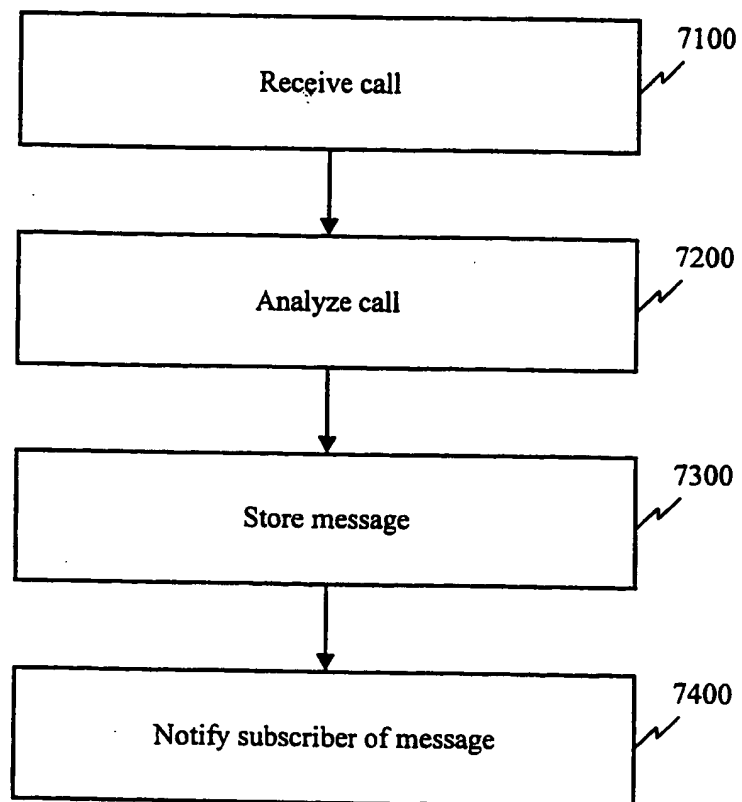 7100
Receive call
7200
Analyze call
7300
Store message
7400
Notify subscriber of message